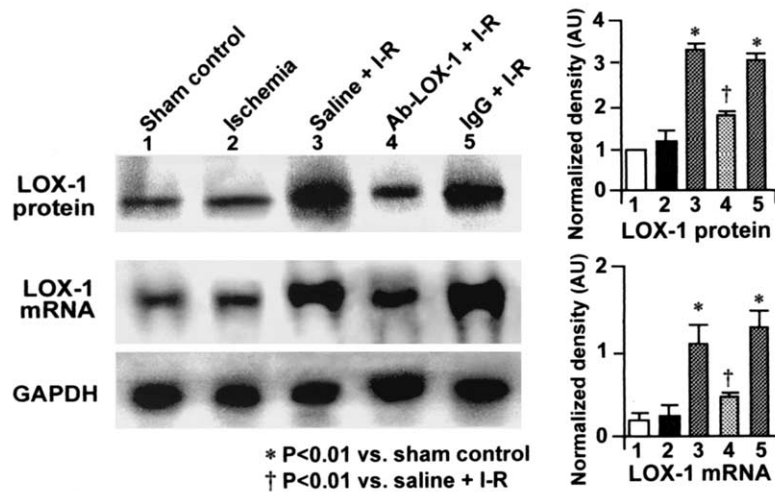 Sham control
Ischemia
Saline + I-R
Ab-LOX-1 + I-R
IgG + I-R
1 2 3 4 5
LOX-1
protein
LOX-1
mRNA
GAPDH
* P<0.01 vs. sham control
† P<0.01 vs. saline + I-R
Normalized density (AU)
4
3
2
1
0
*
†
*
1 2 3 4 5
LOX-1 protein
Normalized density (AU)
2
1
0
*
†
*
1 2 3 4 5
LOX-1 mRNA